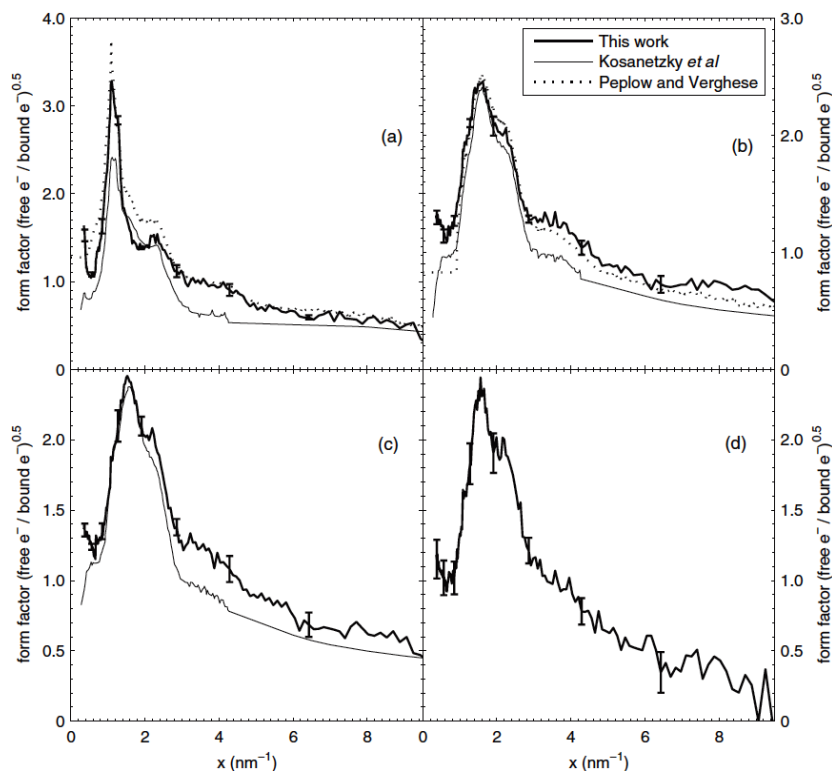 4.0
3.0
2.0
1.0
0
form factor (free e⁻ / bound e⁻)^0.5
(a)
3.0
2.0
1.0
0
form factor (free e⁻ / bound e⁻)^0.5
This work
Kosanetzky et al
Peplow and Verghese
(b)
2.0
1.5
1.0
0.5
0
form factor (free e⁻ / bound e⁻)^0.5
(c)
0 2 4 6 8
x (nm⁻¹)
2.0
1.5
1.0
0.5
0
form factor (free e⁻ / bound e⁻)^0.5
(d)
0 2 4 6 8
x (nm⁻¹)